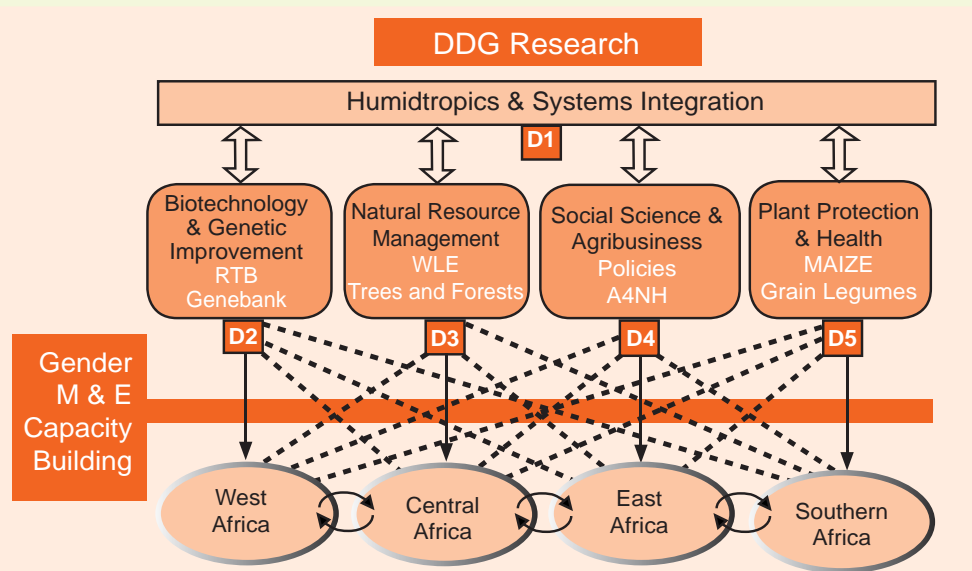 DDG Research
Humidtropics & Systems Integration
D1
Biotechnology
& Genetic
Improvement
RTB
Genebank
Natural Resource
Management
WLE
Trees and Forests
Social Science &
Agribusiness
Policies
A4NH
Plant Protection
& Health
MAIZE
Grain Legumes
D2
D3
D4
D5
Gender
M & E
Capacity
Building
West
Africa
Central
Africa
East
Africa
Southern
Africa